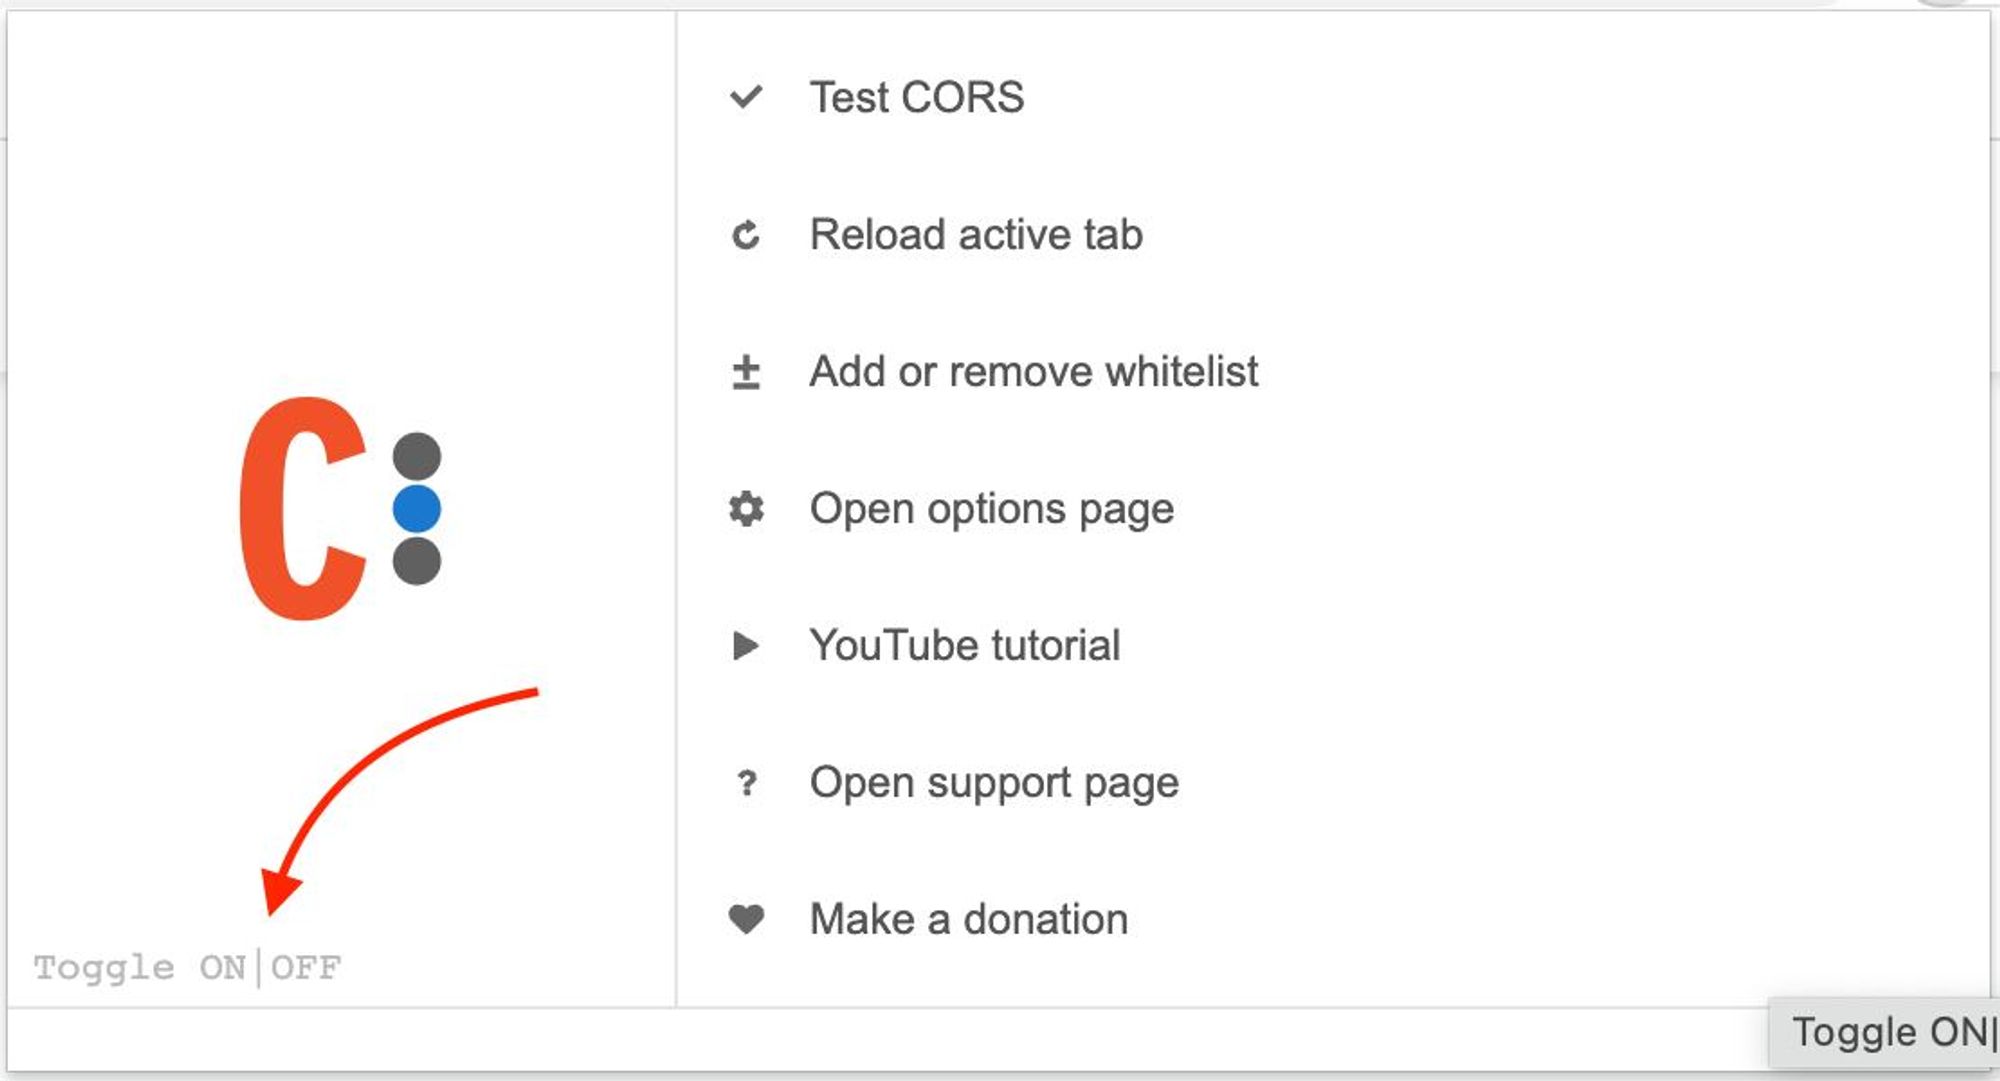 Test CORS
Reload active tab
Add or remove whitelist
Open options page
YouTube tutorial
Open support page
Make a donation
C
Toggle ON|OFF
Toggle ON|